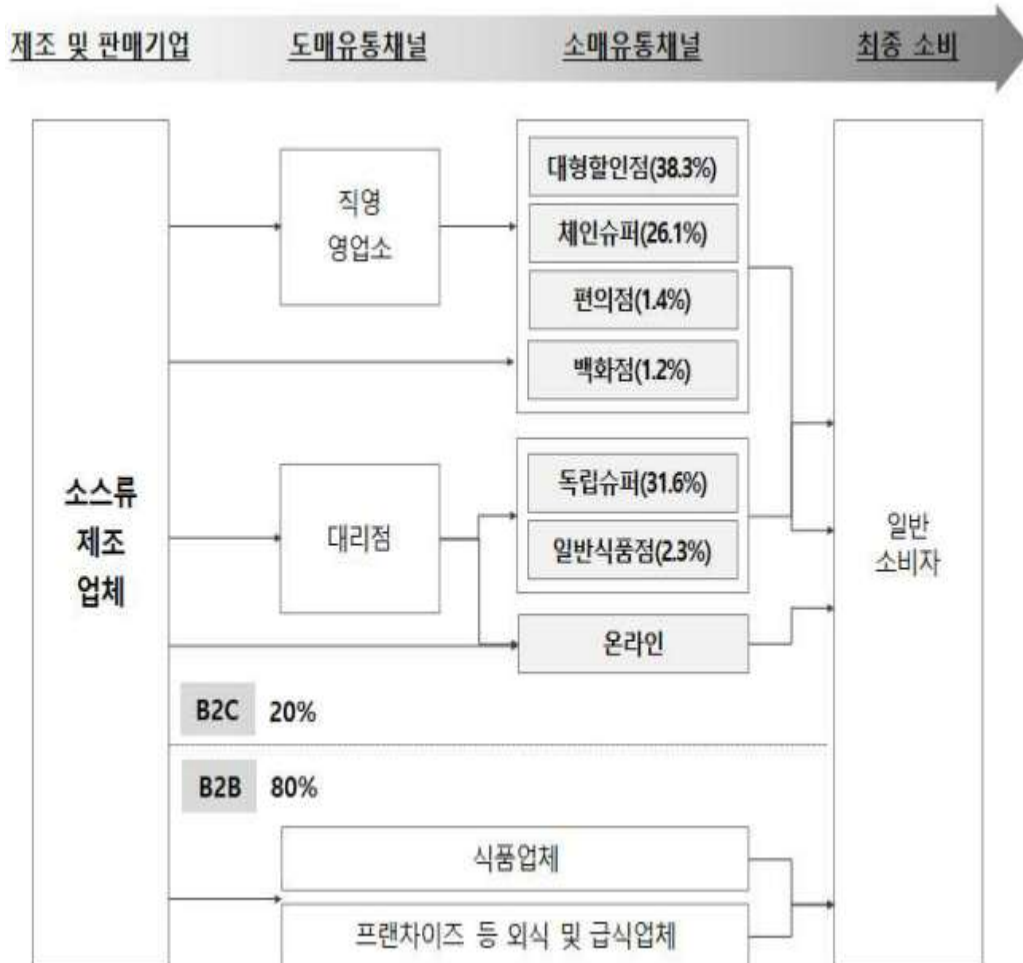 제조 및 판매기업
도매유통채널
소매유통채널
최종 소비
직영
영업소
대형할인점(38.3%)
체인슈퍼(26.1%)
편의점(1.4%)
백화점(1.2%)
소스류
제조
업체
대리점
독립슈퍼(31.6%)
일반식품점(2.3%)
온라인
일반
소비자
B2C 20%
B2B 80%
식품업체
프랜차이즈 등 외식 및 급식업체